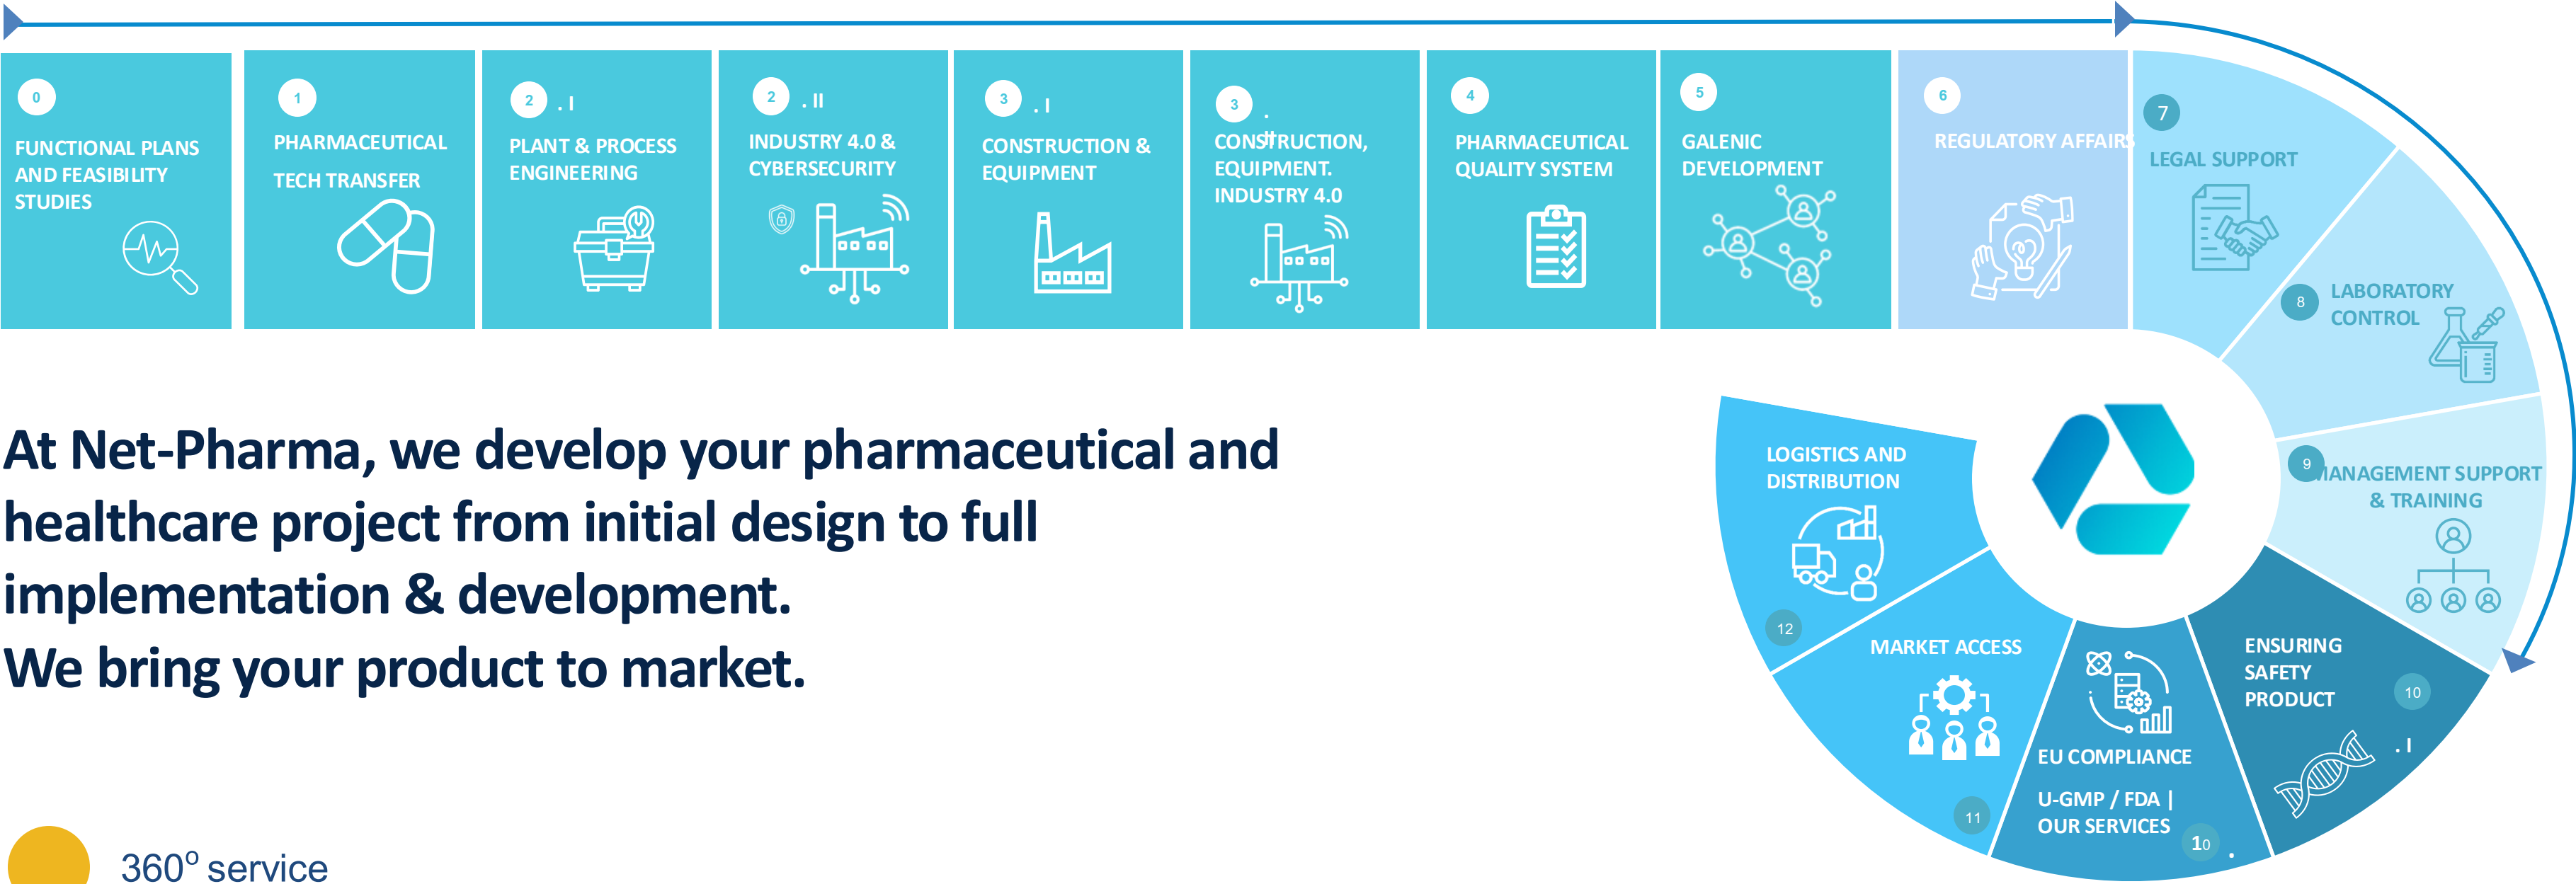 0
FUNCTIONAL PLANS
AND FEASIBILITY
STUDIES
1
PHARMACEUTICAL
TECH TRANSFER
2 . I
PLANT & PROCESS
ENGINEERING
2 . II
INDUSTRY 4.0 &
CYBERSECURITY
3 . I
CONSTRUCTION &
EQUIPMENT
3 .
II
CONSTRUCTION,
EQUIPMENT.
INDUSTRY 4.0
4
PHARMACEUTICAL
QUALITY SYSTEM
5
GALENIC
DEVELOPMENT
6
REGULATORY AFFAIRS
7
LEGAL SUPPORT
8
LABORATORY
CONTROL
9
MANAGEMENT SUPPORT
& TRAINING
ENSURING
SAFETY
PRODUCT
10
. I
EU COMPLIANCE
U-GMP / FDA |
OUR SERVICES
10 .
MARKET ACCESS
11
LOGISTICS AND
DISTRIBUTION
12
At Net-Pharma, we develop your pharmaceutical and
healthcare project from initial design to full
implementation & development.
We bring your product to market.
360º service